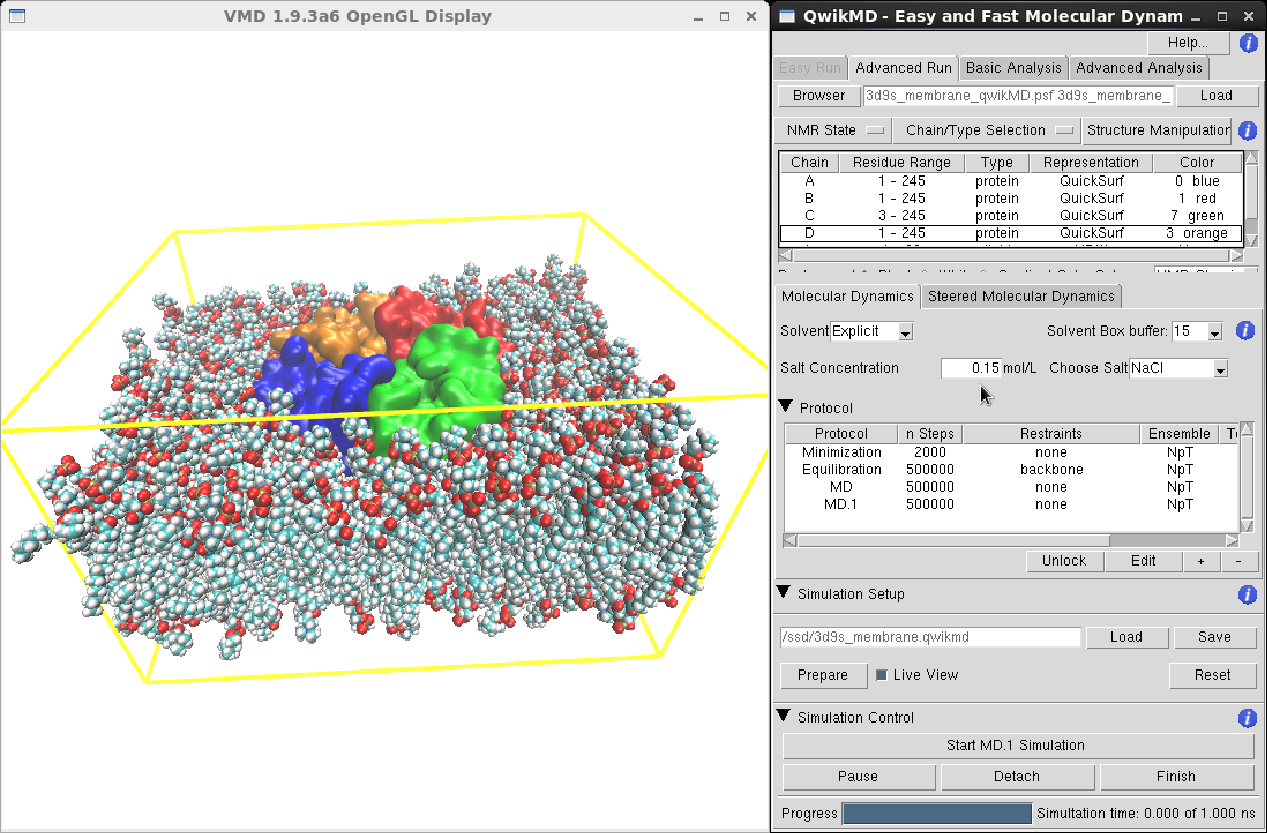 VMD 1.9.3a6 OpenGL Display
QwikMD - Easy and Fast Molecular Dynam
Help...
Easy Run Advanced Run Basic Analysis Advanced Analysis
Browser 3d9s_membrane_qwikMD.psf 3d9s_membrane_ Load
NMR State Chain/Type Selection Structure Manipulation
Chain Residue Range Type Representation Color
A 1 - 245 protein QuickSurf 0 blue
B 1 - 245 protein QuickSurf 1 red
C 3 - 245 protein QuickSurf 7 green
D 1 - 245 protein QuickSurf 3 orange
Molecular Dynamics Steered Molecular Dynamics
Solvent Explicit Solvent Box buffer: 15
Salt Concentration 0.15 mol/L Choose Salt NaCl
Protocol
Protocol n Steps Restraints Ensemble
Minimization 2000 none NpT
Equilibration 500000 backbone NpT
MD 500000 none NpT
MD.1 500000 none NpT
Unlock Edit + -
Simulation Setup
/ssd/3d9s_membrane.qwikmd Load Save
Prepare Live View Reset
Simulation Control
Start MD.1 Simulation
Pause Detach Finish
Progress Simultation time: 0.000 of 1.000 ns